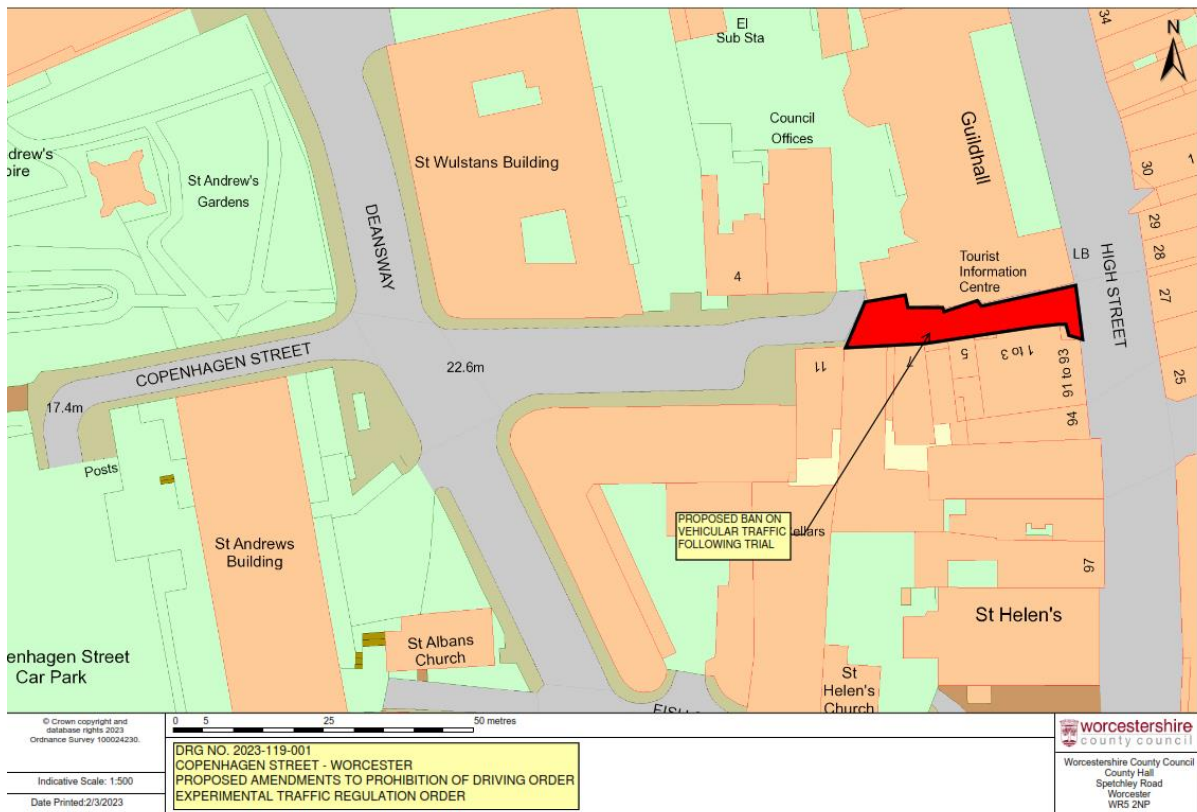 34
El
Sub Sta
N
Council
Offices
Guildhall
drew's
St Wulstans Building
30
1
St Andrew's
Gardens
29
DEANSWAY
28
LB
HIGH STREET
Tourist
Information
Centre
4
27
COPENHAGEN STREET
22.6m
11
7
5
1 to 3
91 to 93
25
17.4m
94
Posts
PROPOSED BAN ON
VEHICULAR TRAFFIC
FOLLOWING TRIAL
ellars
St Andrews
Building
97
St Helen's
St Albans
Church
enhagen Street
Car Park
St
Helen's
Church
© Crown copyright and
database rights 2023
Ordnance Survey 100024230.
Indicative Scale: 1:500
Date Printed:2/3/2023
0 5 25 50 metres
DRG NO. 2023-119-001
COPENHAGEN STREET - WORCESTER
PROPOSED AMENDMENTS TO PROHIBITION OF DRIVING ORDER
EXPERIMENTAL TRAFFIC REGULATION ORDER
worcestershire
county council
Worcestershire County Council
County Hall
Spetchley Road
Worcester
WR5 2NP